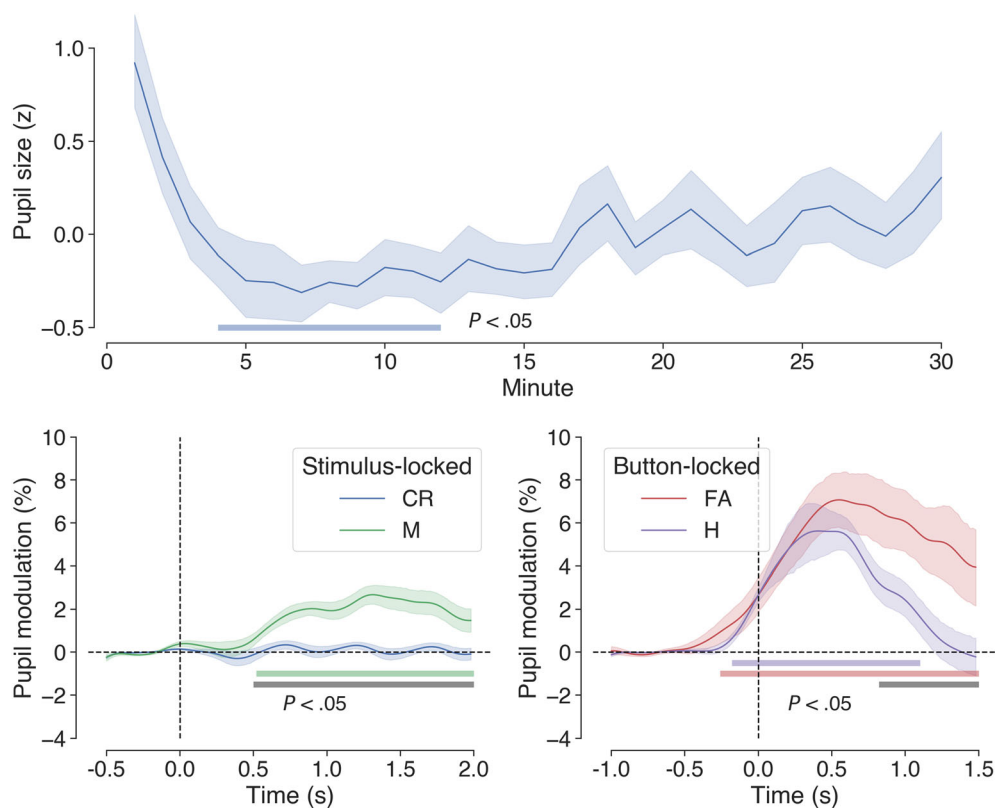 Pupil size (z)
1.0
0.5
0.0
−0.5
P < .05
0 5 10 15 20 25 30
Minute
Pupil modulation (%)
10
8
6
4
2
0
−2
−4
Stimulus-locked
CR
M
P < .05
-0.5 0.0 0.5 1.0 1.5 2.0
Time (s)
Pupil modulation (%)
10
8
6
4
2
0
−2
−4
Button-locked
FA
H
P < .05
-1.0 -0.5 0.0 0.5 1.0 1.5
Time (s)